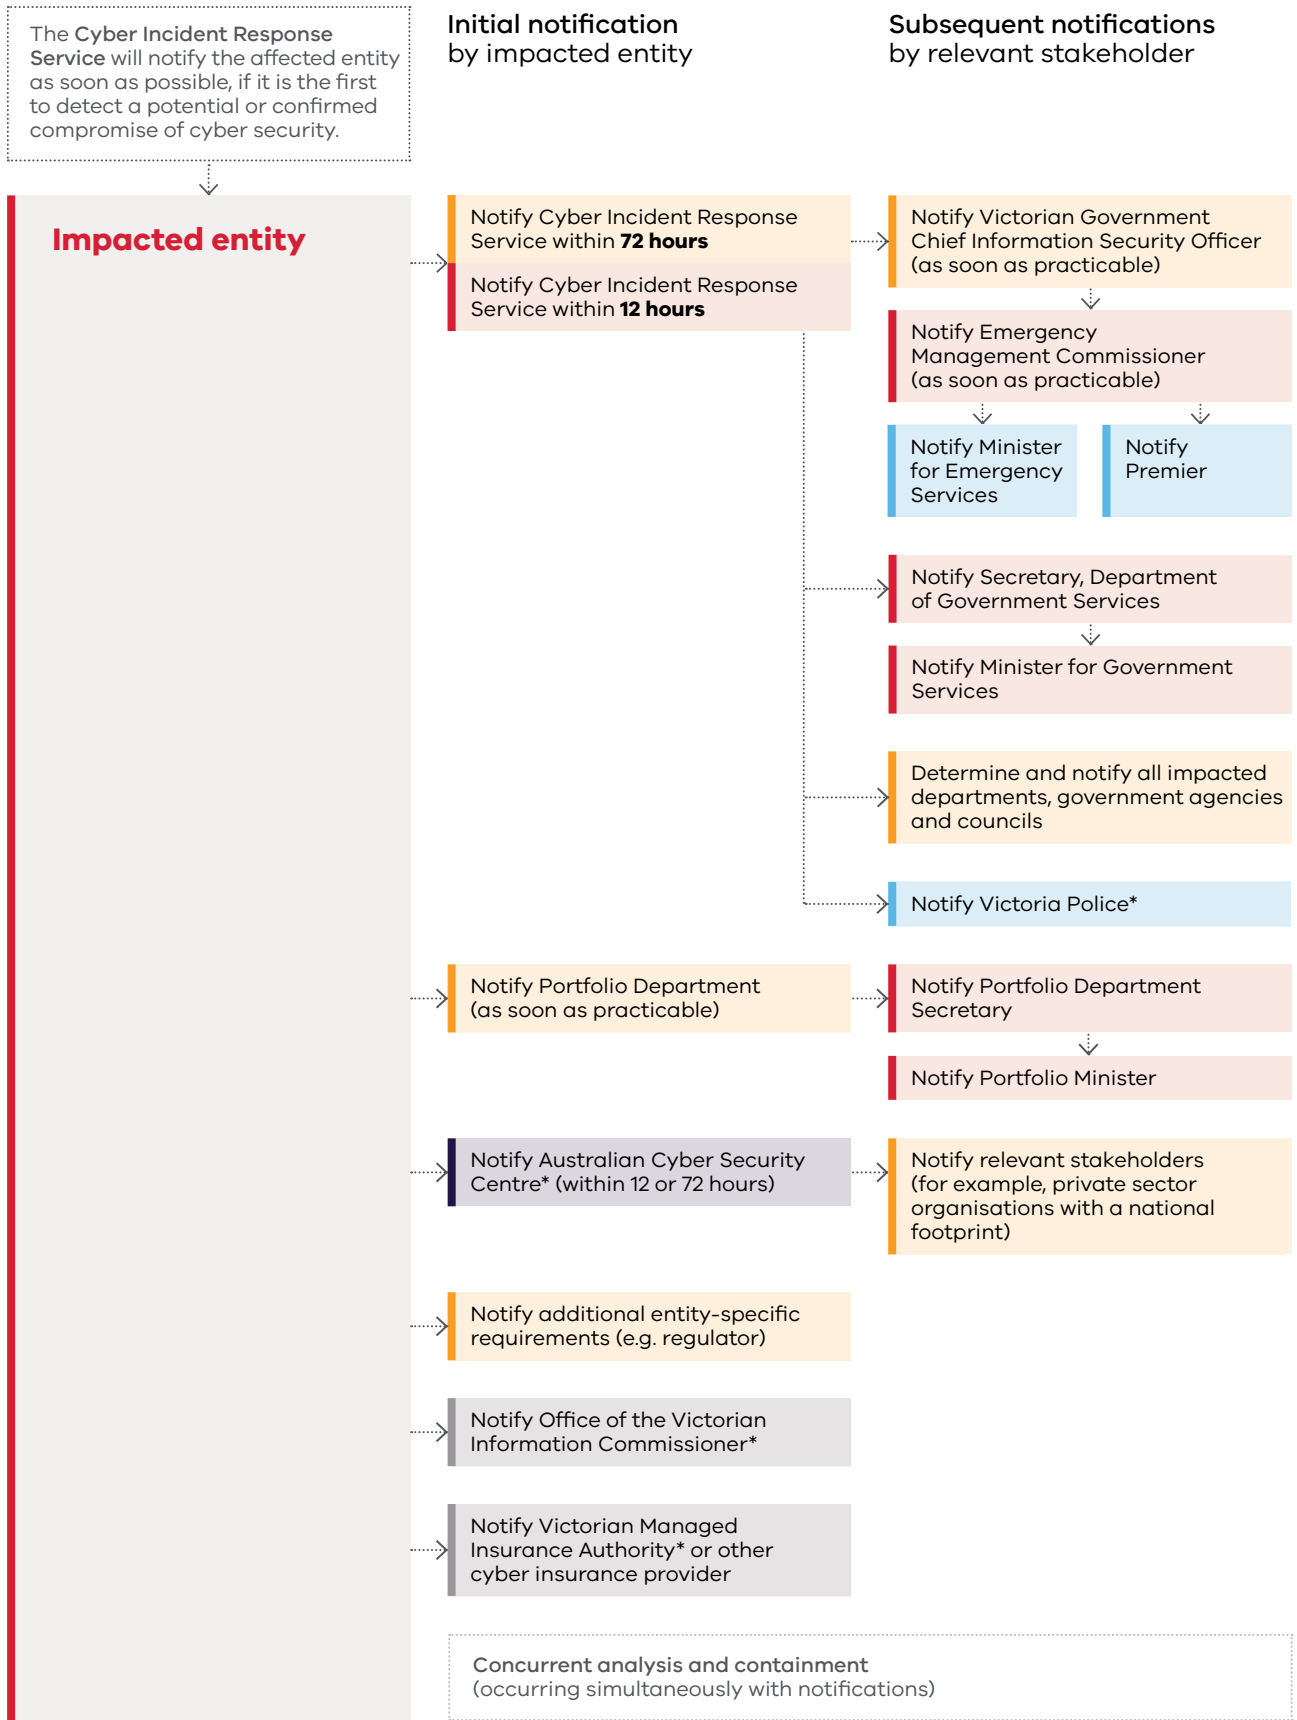 The Cyber Incident Response
Service will notify the affected entity
as soon as possible, if it is the first
to detect a potential or confirmed
compromise of cyber security.
Initial notification
by impacted entity
Subsequent notifications
by relevant stakeholder
Impacted entity
Notify Cyber Incident Response
Service within 72 hours
Notify Cyber Incident Response
Service within 12 hours
Notify Victorian Government
Chief Information Security Officer
(as soon as practicable)
Notify Emergency
Management Commissioner
(as soon as practicable)
Notify Minister
for Emergency
Services
Notify
Premier
Notify Secretary, Department
of Government Services
Notify Minister for Government
Services
Determine and notify all impacted
departments, government agencies
and councils
Notify Victoria Police*
Notify Portfolio Department
(as soon as practicable)
Notify Portfolio Department
Secretary
Notify Portfolio Minister
Notify Australian Cyber Security
Centre* (within 12 or 72 hours)
Notify relevant stakeholders
(for example, private sector
organisations with a national
footprint)
Notify additional entity-specific
requirements (e.g. regulator)
Notify Office of the Victorian
Information Commissioner*
Notify Victorian Managed
Insurance Authority* or other
cyber insurance provider
Concurrent analysis and containment
(occurring simultaneously with notifications)